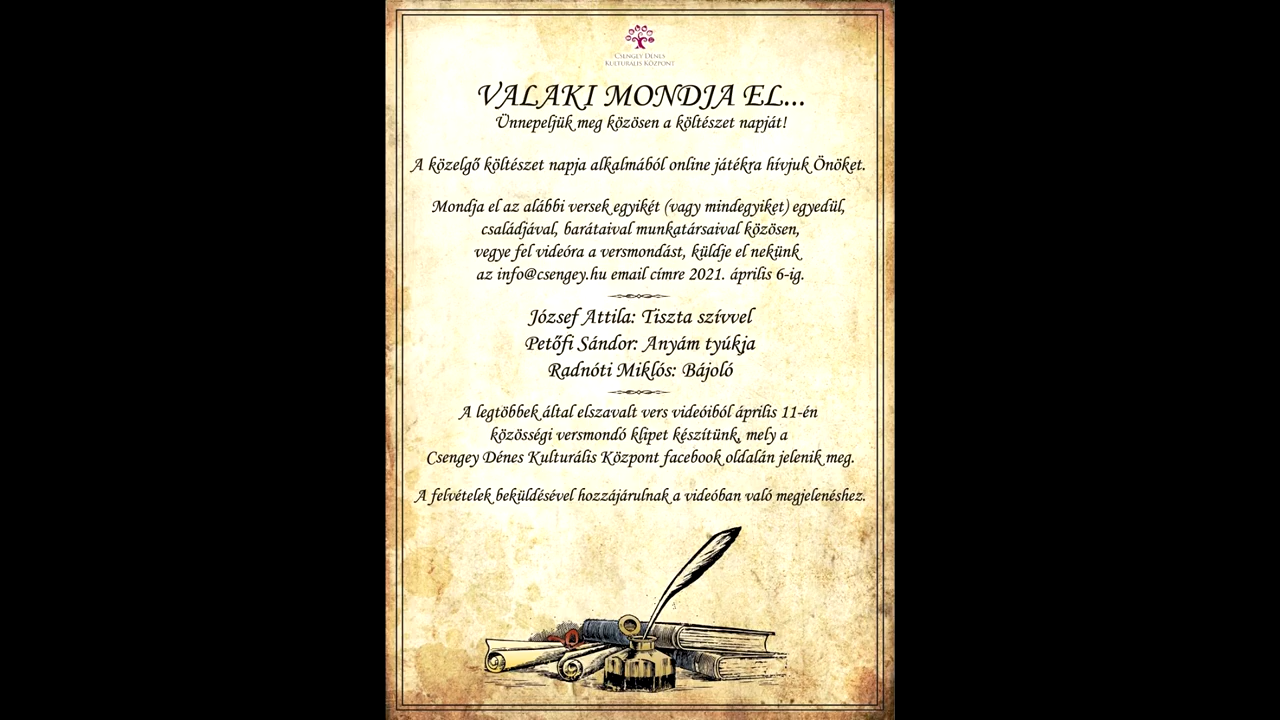 CSENGEY DÉNES
KULTURÁLIS KÖZPONT
VALAKI MONDJA EL...
Ünnepeljük meg közösen a költészet napját!
A közelgő költészet napja alkalmából online játékra hívjuk Önöket.
Mondja el az alábbi versek egyikét (vagy mindegyiket) egyedül,
családjával, barátaival munkatársaival közösen,
vegye fel videóra a versmondást, küldje el nekünk
az info@csengey.hu email címre 2021. április 6-ig.
József Attila: Tiszta szívvel
Petőfi Sándor: Anyám tyúkja
Radnóti Miklós: Bájoló
A legtöbbek által elszavalt vers videóiból április 11-én
közösségi versmondó klipet készítünk, mely a
Csengey Dénes Kulturális Központ facebook oldalán jelenik meg.
A felvételek beküldésével hozzájárulnak a videóban való megjelenéshez.